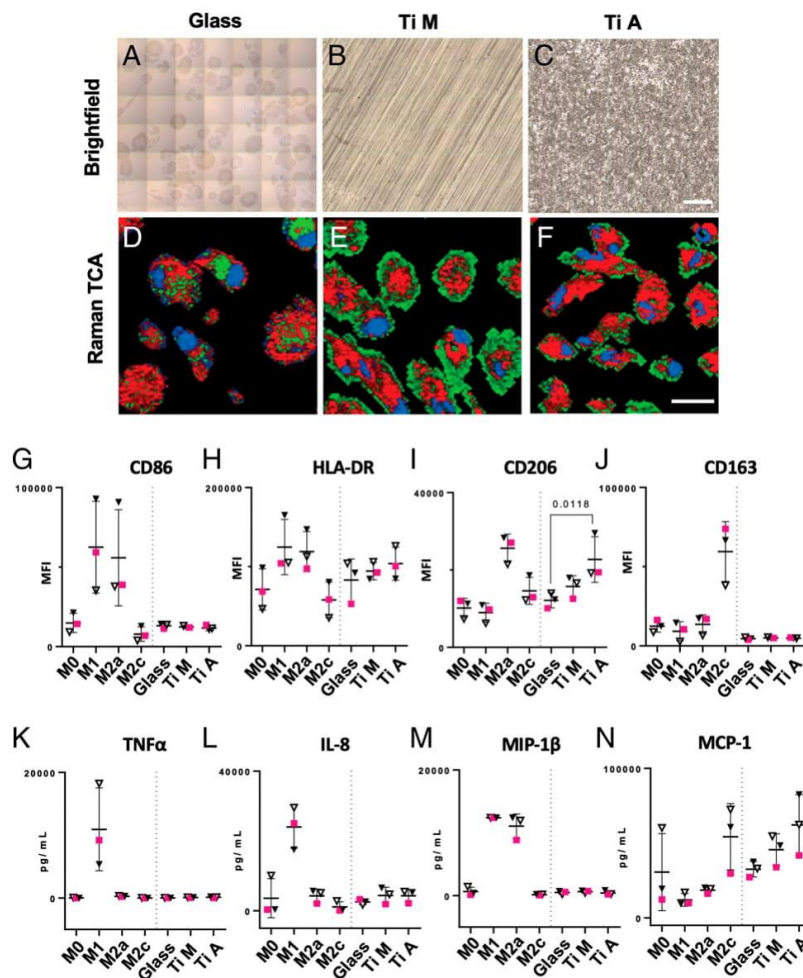 Glass Ti M Ti A
Brightfield
A B C
Raman TCA
D E F
G CD86 H HLA-DR I CD206 J CD163
100000 200000 40000 100000
0.0118
MFI MFI MFI MFI
0 0 0 0
M0 M1 M2a M2c Glass Ti M Ti A M0 M1 M2a M2c Glass Ti M Ti A M0 M1 M2a M2c Glass Ti M Ti A M0 M1 M2a M2c Glass Ti M Ti A
K TNFα L IL-8 M MIP-1β N MCP-1
20000 40000 20000 100000
pg/mL pg/mL pg/mL pg/mL
0 0 0 0
M0 M1 M2a M2c Glass Ti M Ti A M0 M1 M2a M2c Glass Ti M Ti A M0 M1 M2a M2c Glass Ti M Ti A M0 M1 M2a M2c Glass Ti M Ti A